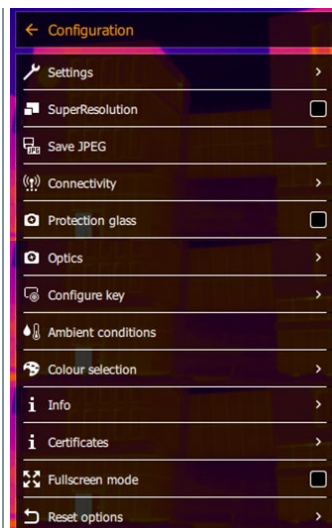 Configuration
Settings
SuperResolution
JPG
Save JPEG
Connectivity
Protection glass
Optics
Configure key
Ambient conditions
Colour selection
Info
Certificates
Fullscreen mode
Reset options